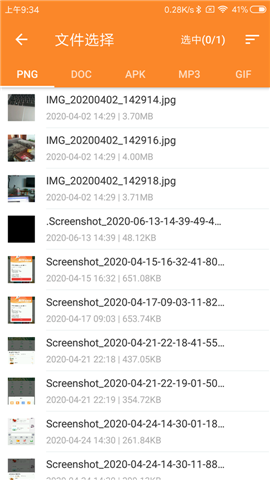 上午9:34
0.28K/s 41%
文件选择
选中(0/1)
PNG DOC APK MP3 GIF
IMG_20200402_142914.jpg
2020-04-02 14:29 | 3.70MB
IMG_20200402_142916.jpg
2020-04-02 14:29 | 4.00MB
IMG_20200402_142918.jpg
2020-04-02 14:29 | 3.71MB
.Screenshot_2020-06-13-14-39-49-4...
2020-06-13 14:39 | 48.12KB
Screenshot_2020-04-15-16-32-41-80...
2020-04-15 16:32 | 651.08KB
Screenshot_2020-04-17-09-03-11-82...
2020-04-17 09:03 | 653.74KB
Screenshot_2020-04-21-22-18-41-55...
2020-04-21 22:18 | 437.05KB
Screenshot_2020-04-21-22-19-01-50...
2020-04-21 22:19 | 354.72KB
Screenshot_2020-04-24-14-30-01-18...
2020-04-24 14:30 | 261.84KB
Screenshot_2020-04-24-14-30-11-88...